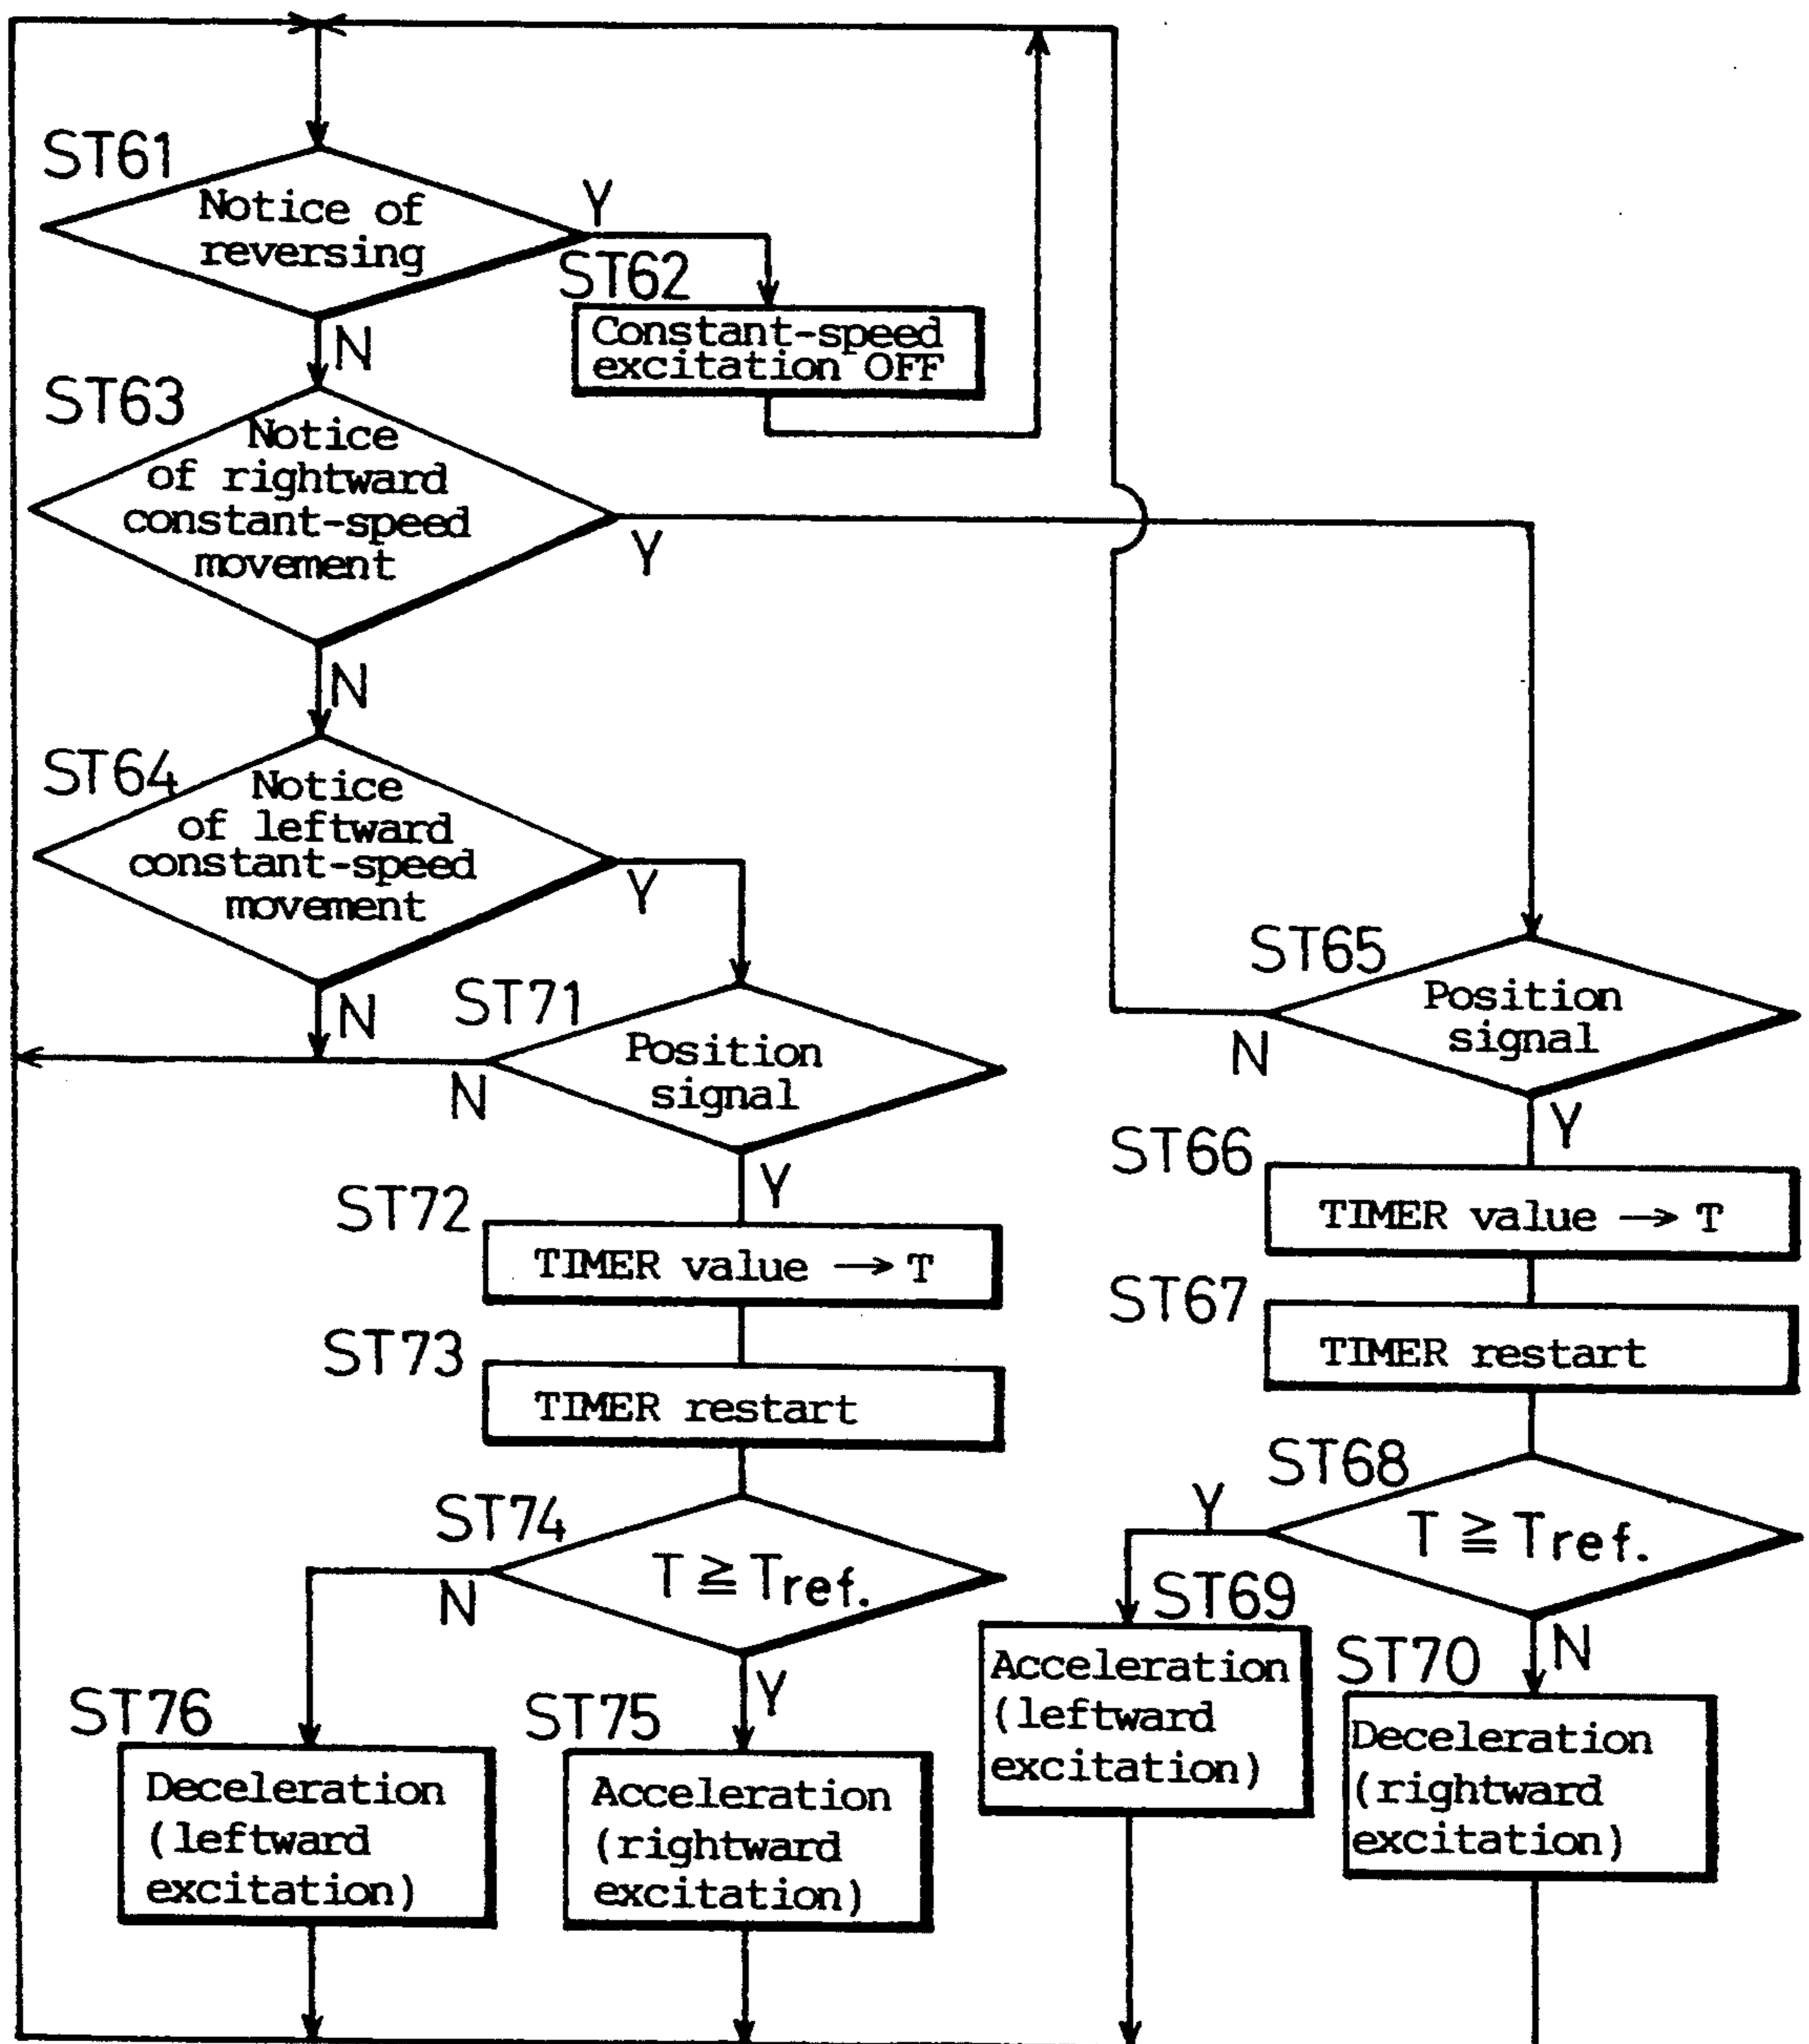 ST61
Notice of
reversing
Y
ST62
Constant-speed
excitation OFF
N
ST63
Notice
of rightward
constant-speed
movement
Y
N
ST64
Notice
of leftward
constant-speed
movement
Y
N
ST65
Position
signal
N
Y
ST71
Position
signal
N
Y
ST66
TIMER value → T
ST67
TIMER restart
ST72
TIMER value → T
ST73
TIMER restart
ST68
T ≧ Tref.
Y
N
ST74
T ≧ Tref.
N
Y
ST69
Acceleration
(leftward
excitation)
ST70
Deceleration
(rightward
excitation)
ST76
Deceleration
(leftward
excitation)
ST75
Acceleration
(rightward
excitation)